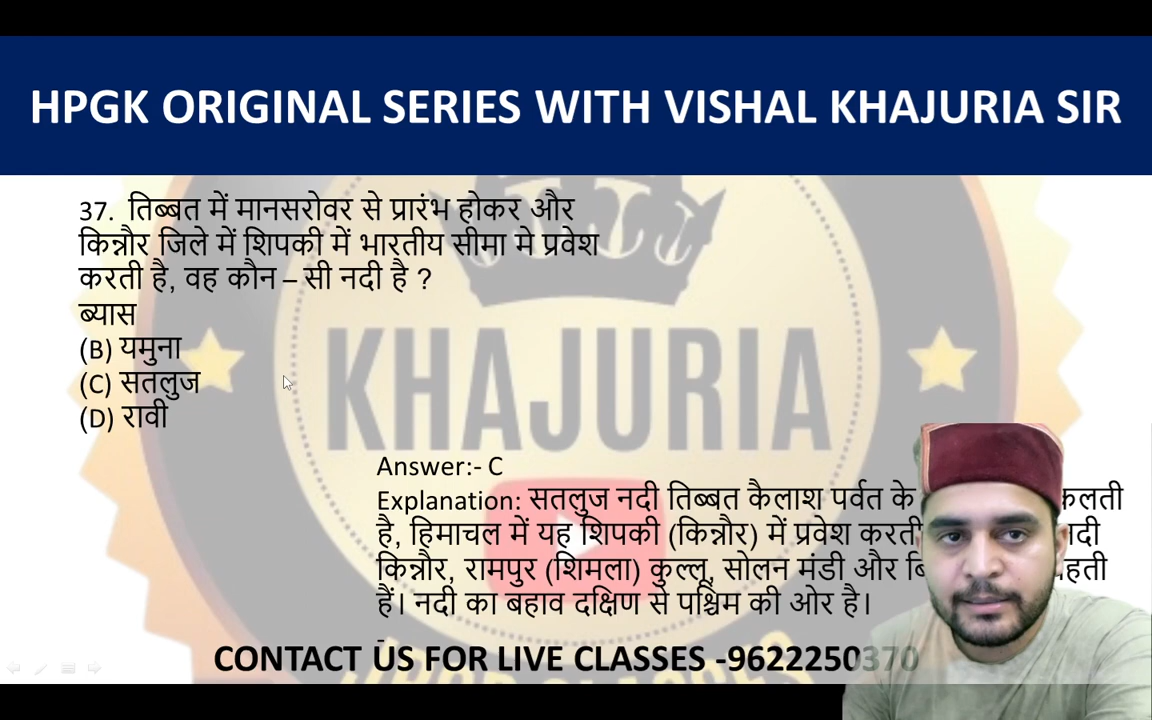 HPGK ORIGINAL SERIES WITH VISHAL KHAJURIA SIR
37. तिब्बत में मानसरोवर से प्रारंभ होकर और
किन्नौर जिले में शिपकी में भारतीय सीमा मे प्रवेश
करती है, वह कौन – सी नदी है ?
ब्यास
(B) यमुना
(C) सतलुज
(D) रावी
KHAJURIA
Answer:- C
Explanation: सतलुज नदी तिब्बत कैलाश पर्वत के
है, हिमाचल में यह शिपकी (किन्नौर) में प्रवेश करती
किन्नौर, रामपुर (शिमला) कुल्लू, सोलन मंडी और
हैं। नदी का बहाव दक्षिण से पश्चिम की ओर है।
-
CONTACT US FOR LIVE CLASSES -9622250370